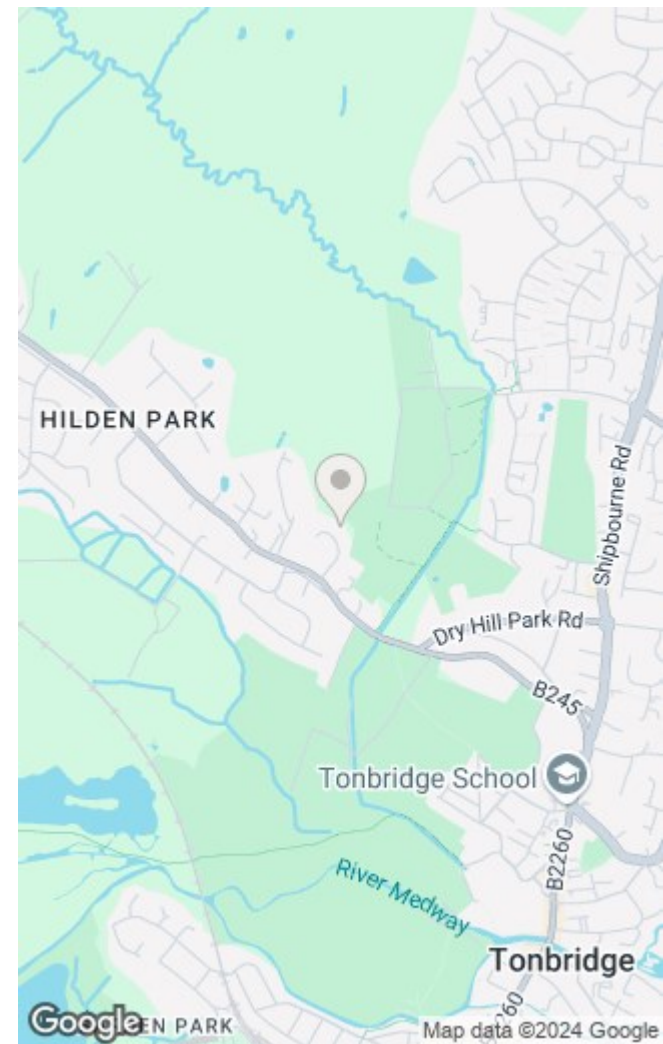 HILDEN PARK
Shipbourne Rd
Dry Hill Park Rd
B245
Tonbridge School
B2260
River Medway
Tonbridge
Google
EN PARK
260
Map data ©2024 Google